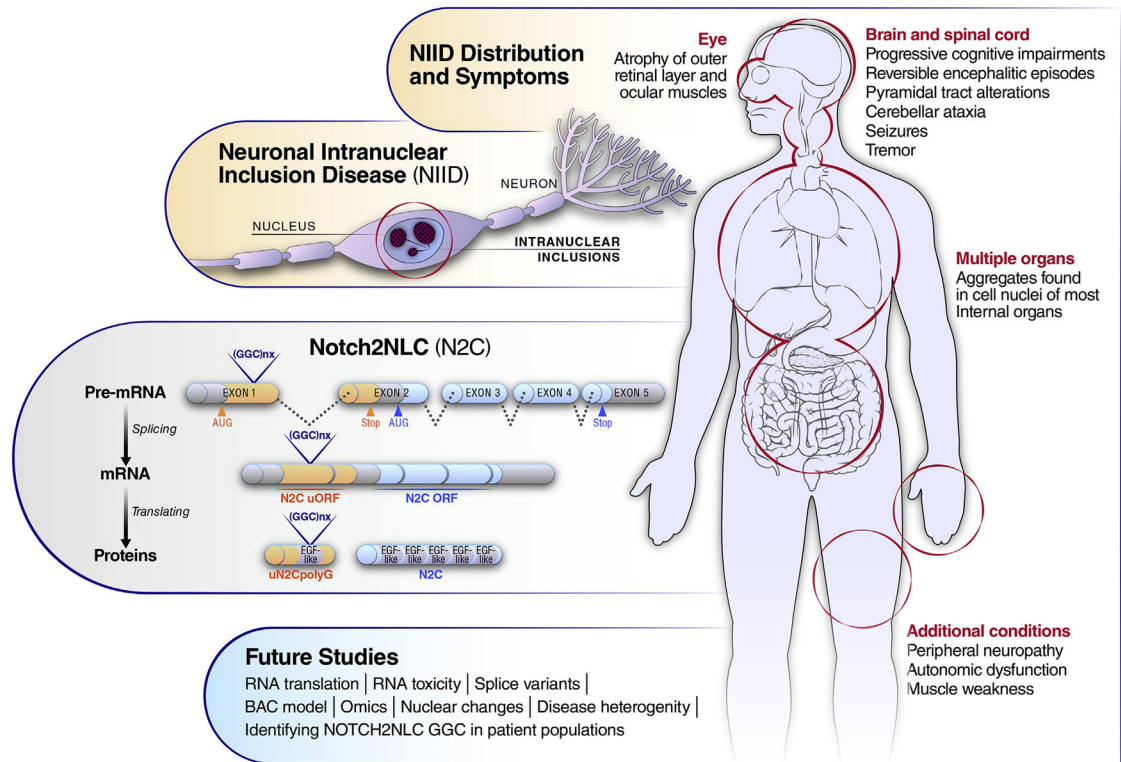 NIID Distribution
and Symptoms
Eye
Atrophy of outer
retinal layer and
ocular muscles
Brain and spinal cord
Progressive cognitive impairments
Reversible encephalitic episodes
Pyramidal tract alterations
Cerebellar ataxia
Seizures
Tremor
Neuronal Intranuclear
Inclusion Disease (NIID)
NEURON
NUCLEUS
INTRANUCLEAR
INCLUSIONS
Multiple organs
Aggregates found
in cell nuclei of most
Internal organs
Notch2NLC (N2C)
(GGC)nx
Pre-mRNA
EXON 1
EXON 2
EXON 3
EXON 4
EXON 5
AUG
Stop
AUG
Stop
Splicing
(GGC)nx
mRNA
N2C uORF
N2C ORF
Translating
(GGC)nx
Proteins
EGF-
like
EGF-
like
EGF-
like
EGF-
like
EGF-
like
EGF-
like
uN2CpolyG
N2C
Additional conditions
Peripheral neuropathy
Autonomic dysfunction
Muscle weakness
Future Studies
RNA translation | RNA toxicity | Splice variants |
BAC model | Omics | Nuclear changes | Disease heterogenity |
Identifying NOTCH2NLC GGC in patient populations